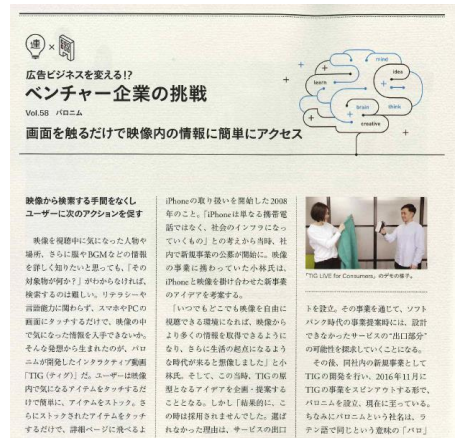 連
広告ビジネスを変える!?
ベンチャー企業の挑戦
Vol.58 パロニム
画面を触るだけで映像内の情報に簡単にアクセス
mind
idea
learn
brain
think
creative
映像から検索する手間をなくし
ユーザーに次のアクションを促す
映像を視聴中に気になった人物や
場所、さらに服やBGMなどの情報
を詳しく知りたいと思っても、「その
対象物が何か?」がわからなければ、
検索するのは難しい。リテラシーや
言語能力に関わらず、スマホやPCの
画面にタッチするだけで、映像の中
で気になった情報を入手できないか。
そんな発想から生まれたのが、パロ
ニムが開発したインタラクティブ動画
「TIG(ティグ)」だ。ユーザーは映像
内で気になるアイテムをタッチするだ
けで簡単に、アイテムをストック。さ
らにストックされたアイテムをタッチ
するだけで、詳細ページに飛べるよ
iPhoneの取り扱いを開始した2008
年のこと。「iPhoneは単なる携帯電
話ではなく、社会のインフラになっ
ていくもの」との考えから当時、社
内で新規事業の公募が開始に。映像
の事業に携わっていた小林氏は、
iPhoneと映像を掛け合わせた新事業
のアイデアを考案する。
「いつでもどこでも映像を自由に
視聴できる環境になれば、映像から
より多くの情報を取得できるように
なり、さらに生活の起点になるよう
な時代が来ると想像しました」と小
林氏。そして、この当時、TIGの原
型となるアイデアを企画・提案する
こととなる。しかし「結果的に、こ
の時は採用されませんでした。選ば
れなかった理由は、サービスの出口
「TIG LIVE for Consumers」のデモの様子。
トを設立。その事業を通じて、ソフト
バンク時代の事業提案時には、設計
できなかったサービスの“出口部分”
の可能性を探求していくことになる。
その後、同社内の新規事業として
TIGの開発を行い、2016年11月に
TIGの事業をスピンアウトする形で、
パロニムを設立、現在に至っている。
ちなみにパロニムという社名は、ラ
テン語で同じという意味の「パロ」